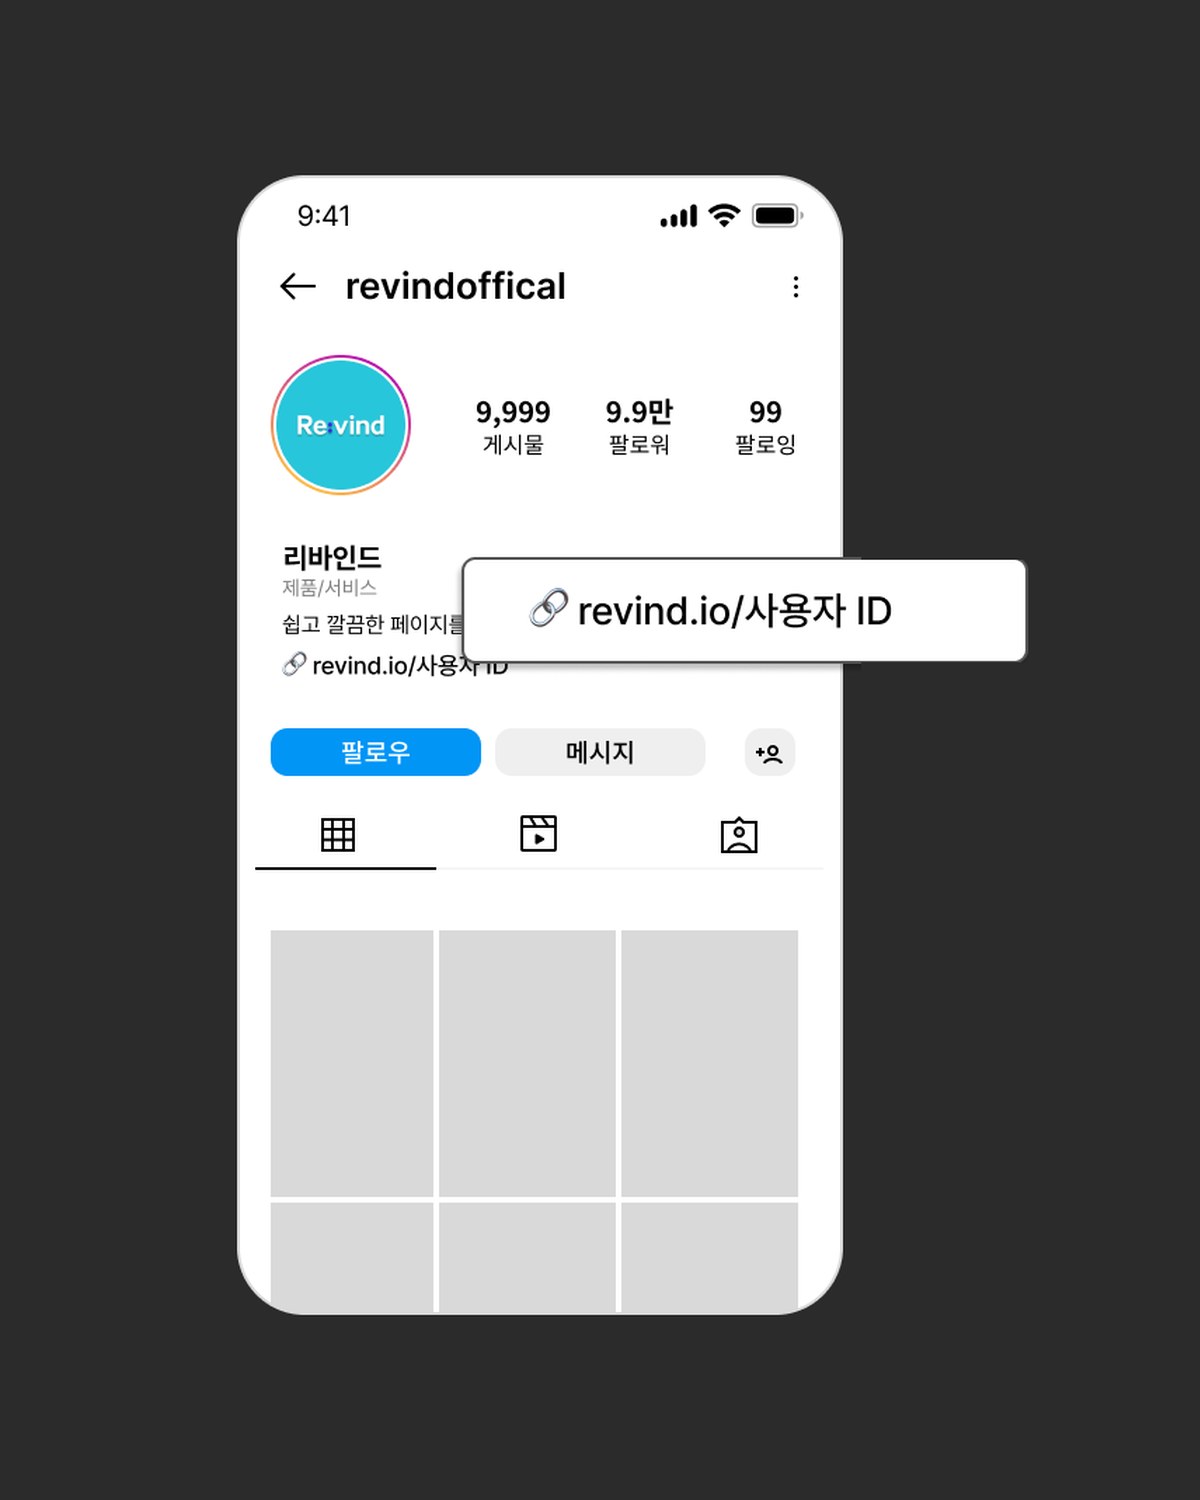 9:41
revindoffical
Re:vind
9,999 9.9만 99
게시물 팔로워 팔로잉
리바인드
제품/서비스
쉽고 깔끔한 페이지를
revind.io/사용자 ID
revind.io/사용자 ID
팔로우 메시지